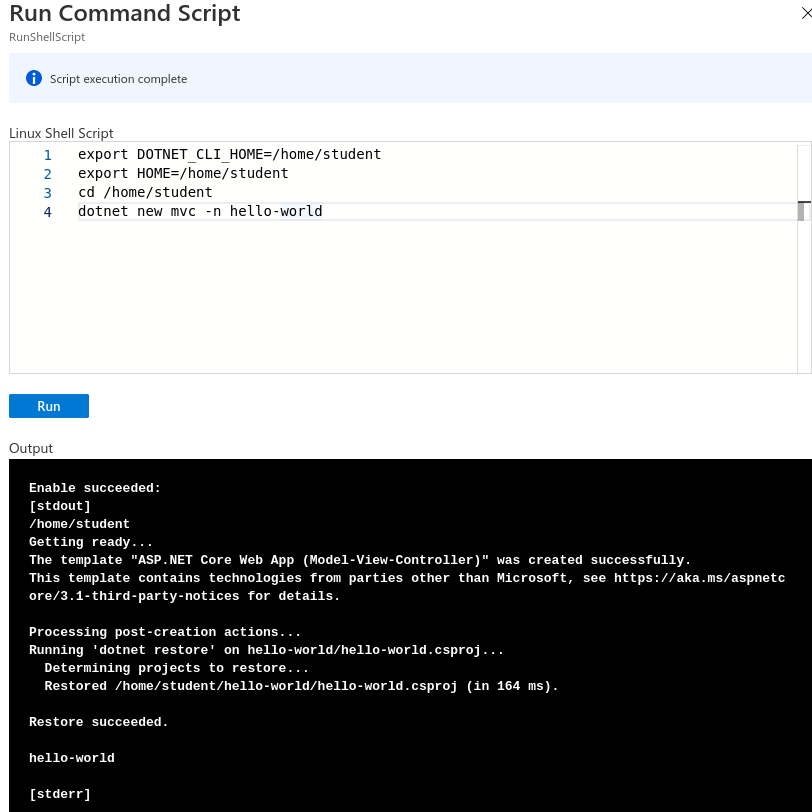 Run Command Script
RunShellScript
Script execution complete
Linux Shell Script
1 export DOTNET_CLI_HOME=/home/student
2 export HOME=/home/student
3 cd /home/student
4 dotnet new mvc -n hello-world
Run
Output
Enable succeeded:
[stdout]
/home/student
Getting ready...
The template "ASP.NET Core Web App (Model-View-Controller)" was created successfully.
This template contains technologies from parties other than Microsoft, see https://aka.ms/aspnetc
ore/3.1-third-party-notices for details.
Processing post-creation actions...
Running 'dotnet restore' on hello-world/hello-world.csproj...
  Determining projects to restore...
  Restored /home/student/hello-world/hello-world.csproj (in 164 ms).
Restore succeeded.
hello-world
[stderr]